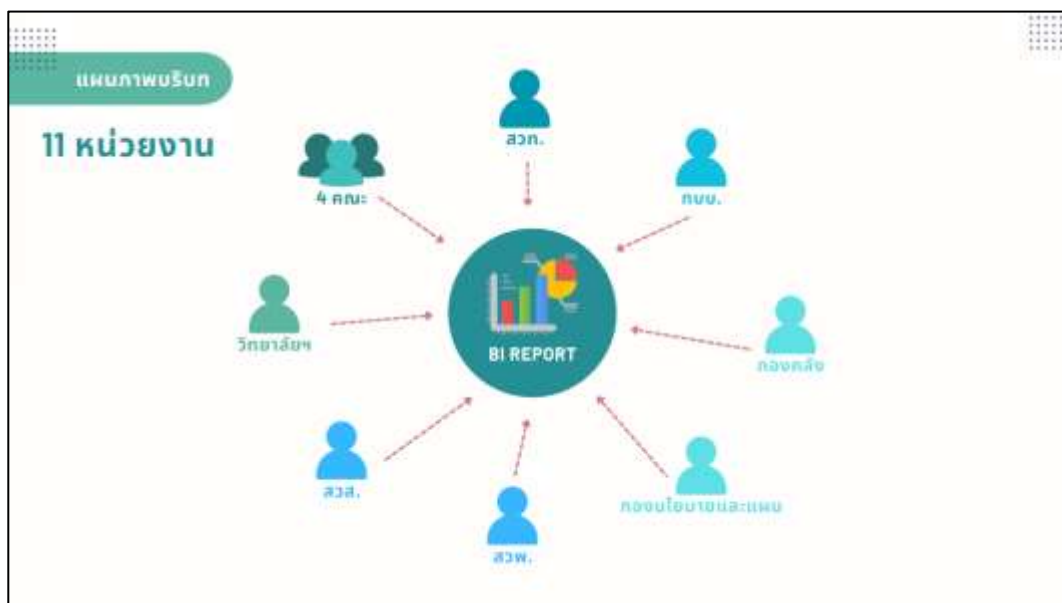 แผนภาพบริบท
11 หน่วยงาน
สวท.
4 คณะ
กบบ.
วิทยาลัยฯ
กองคลัง
BI REPORT
สวส.
กองนโยบายและแผน
สวพ.